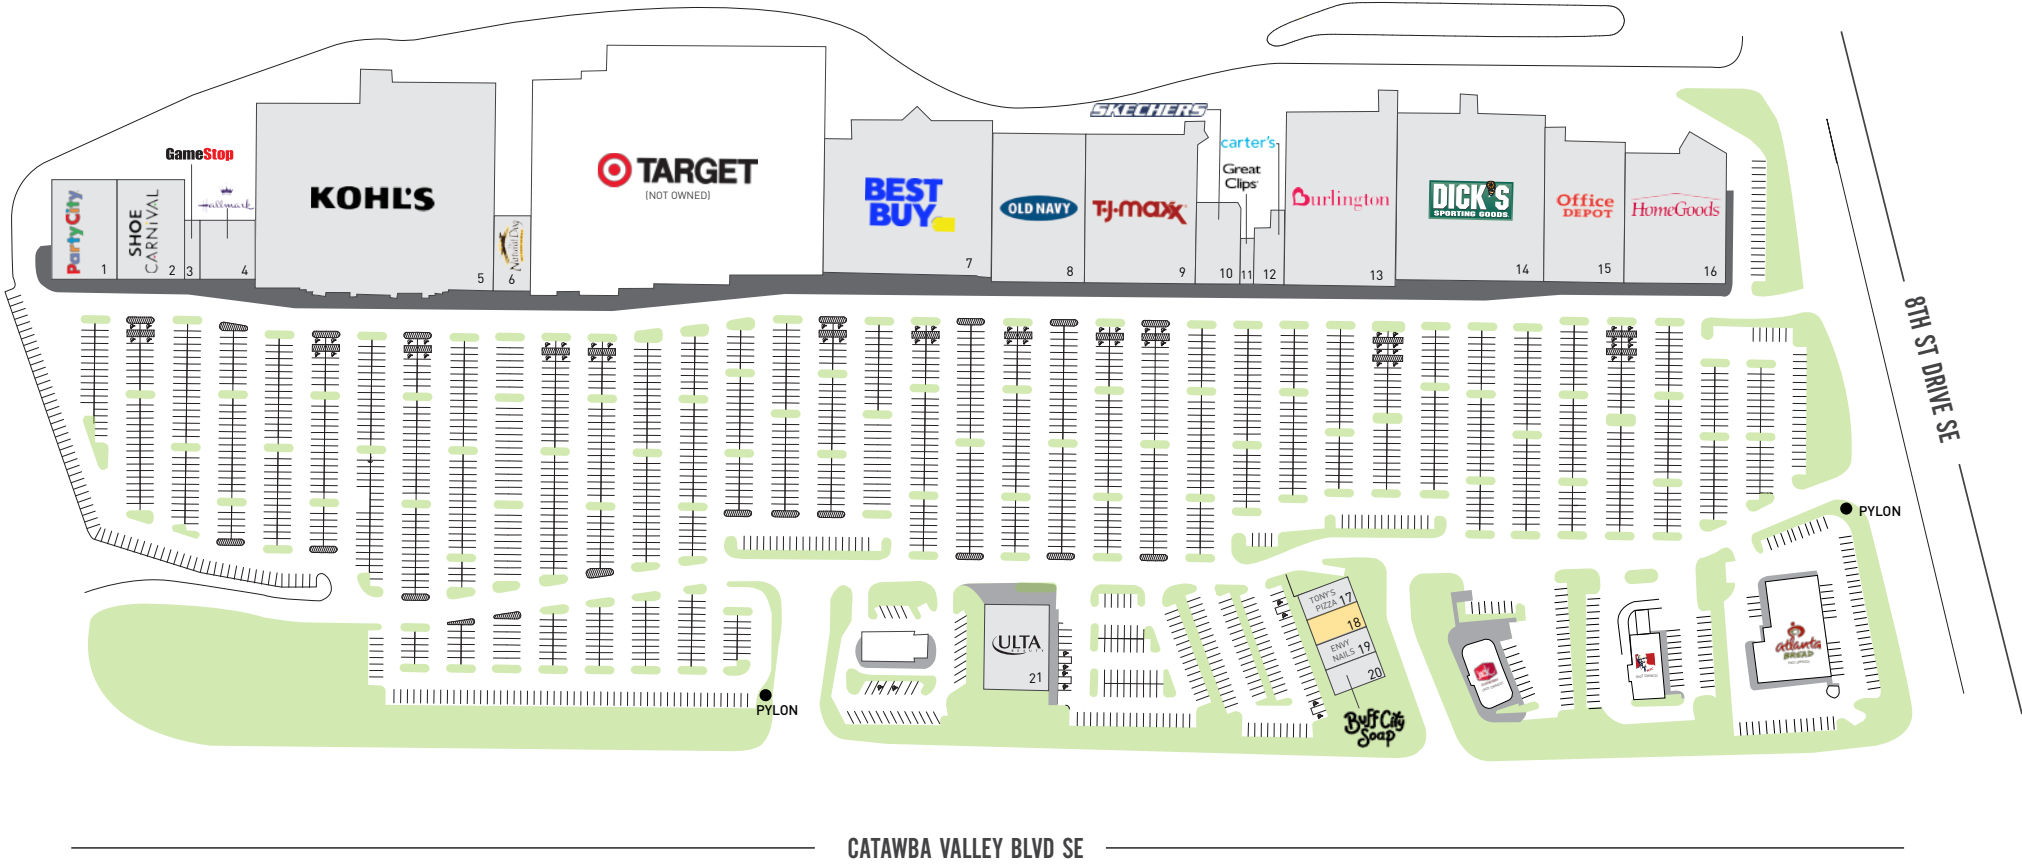 SKECHERS
carter's
Great
Clips
GameStop
Hallmark
KOHL'S
TARGET
(NOT OWNED)
BEST
BUY
OLD NAVY
T·J·maxx
Burlington
DICK'S
SPORTING GOODS
Office
DEPOT
HomeGoods
Party City
SHOE
CARNIVAL
Natural Dog
1
2
3
4
5
6
7
8
9
10
11
12
13
14
15
16
8TH ST DRIVE SE
PYLON
TONY'S
PIZZA 17
18
ENVY
NAILS 19
20
ULTA
BEAUTY
21
Buff City
Soap
atlanta
BREAD
PYLON
CATAWBA VALLEY BLVD SE